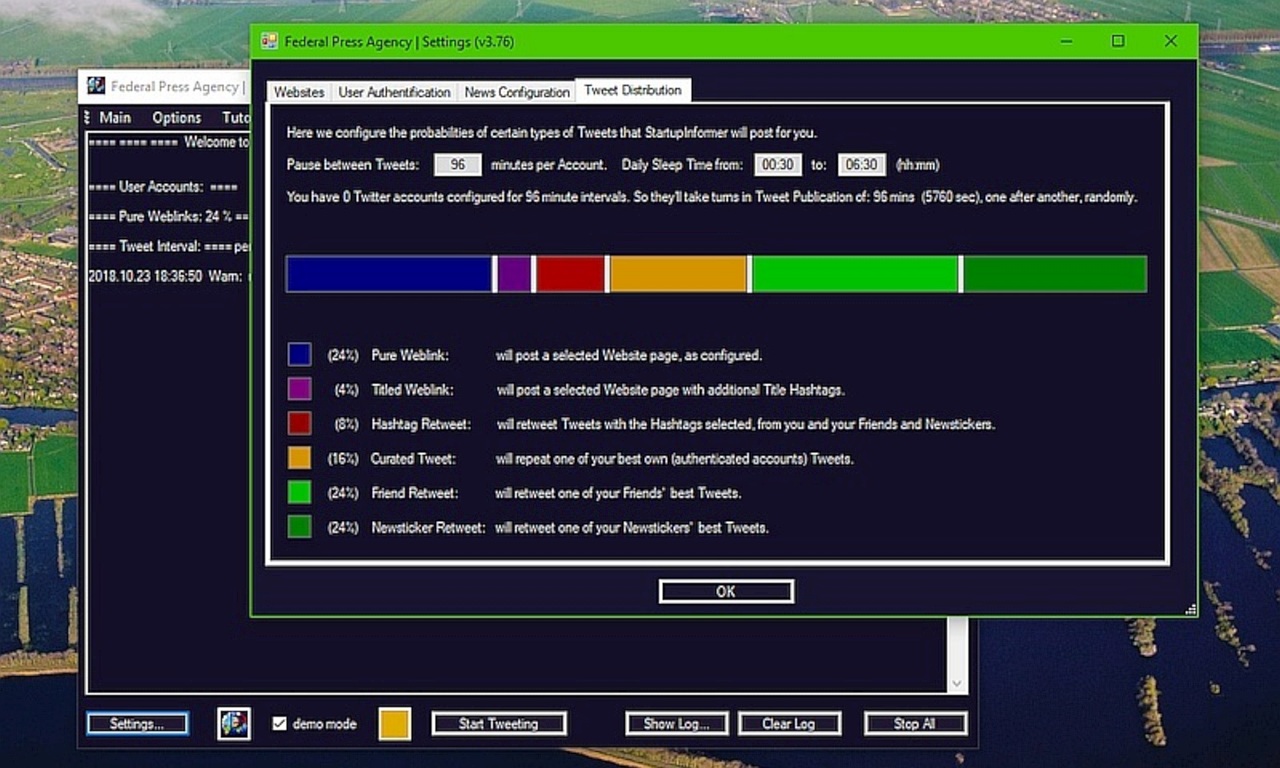 Federal Press Agency | Settings (v3.76)
Federal Press Agency |
Websites User Authentification News Configuration Tweet Distribution
Main Options Tuto
Here we configure the probabilities of certain types of Tweets that StartupInformer will post for you.
Pause between Tweets: 96 minutes per Account. Daily Sleep Time from: 00:30 to: 06:30 (hh:mm)
You have 0 Twitter accounts configured for 96 minute intervals. So they'll take turns in Tweet Publication of: 96 mins (5760 sec), one after another, randomly.
==== ==== ==== Welcome to
==== User Accounts: ====
==== Pure Weblinks: 24 % ==
==== Tweet Interval: ==== pe
2018.10.23 18:36:50 Warn:
(24%) Pure Weblink: will post a selected Website page, as configured.
(4%) Titled Weblink: will post a selected Website page with additional Title Hashtags.
(8%) Hashtag Retweet: will retweet Tweets with the Hashtags selected, from you and your Friends and Newstickers.
(16%) Curated Tweet: will repeat one of your best own (authenticated accounts) Tweets.
(24%) Friend Retweet: will retweet one of your Friends' best Tweets.
(24%) Newsticker Retweet: will retweet one of your Newstickers' best Tweets.
OK
Settings... demo mode Start Tweeting Show Log... Clear Log Stop All